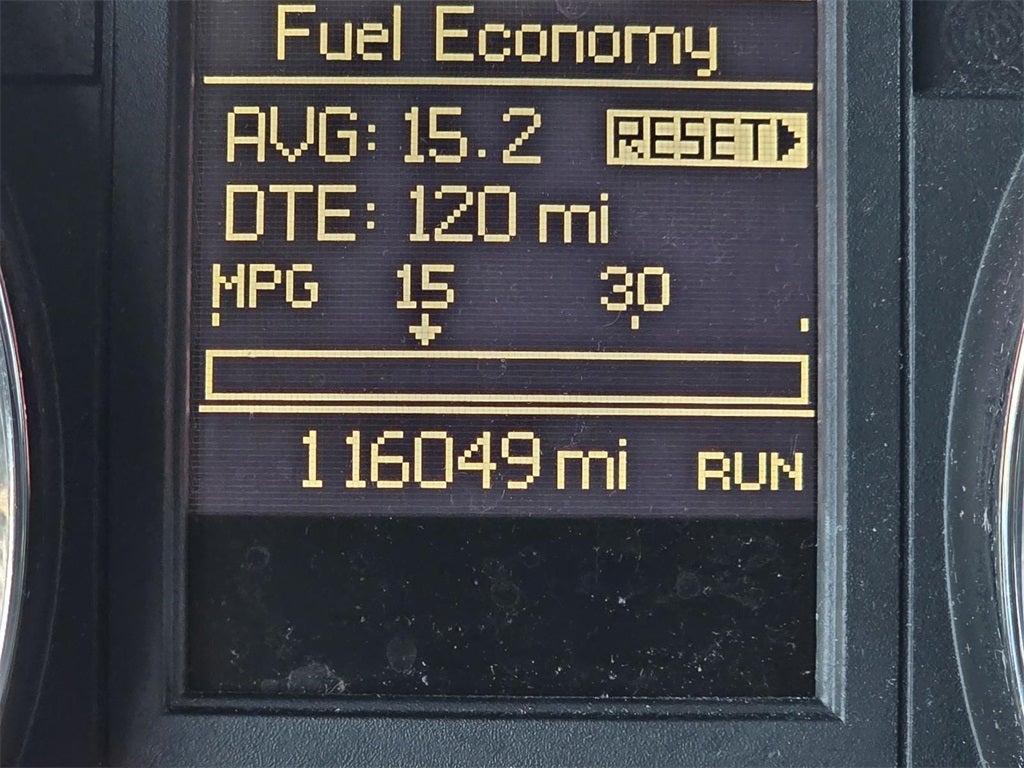 Fuel Economy
AVG: 15.2 RESET
DTE: 120 mi
MPG 15 30
116049 mi RUN